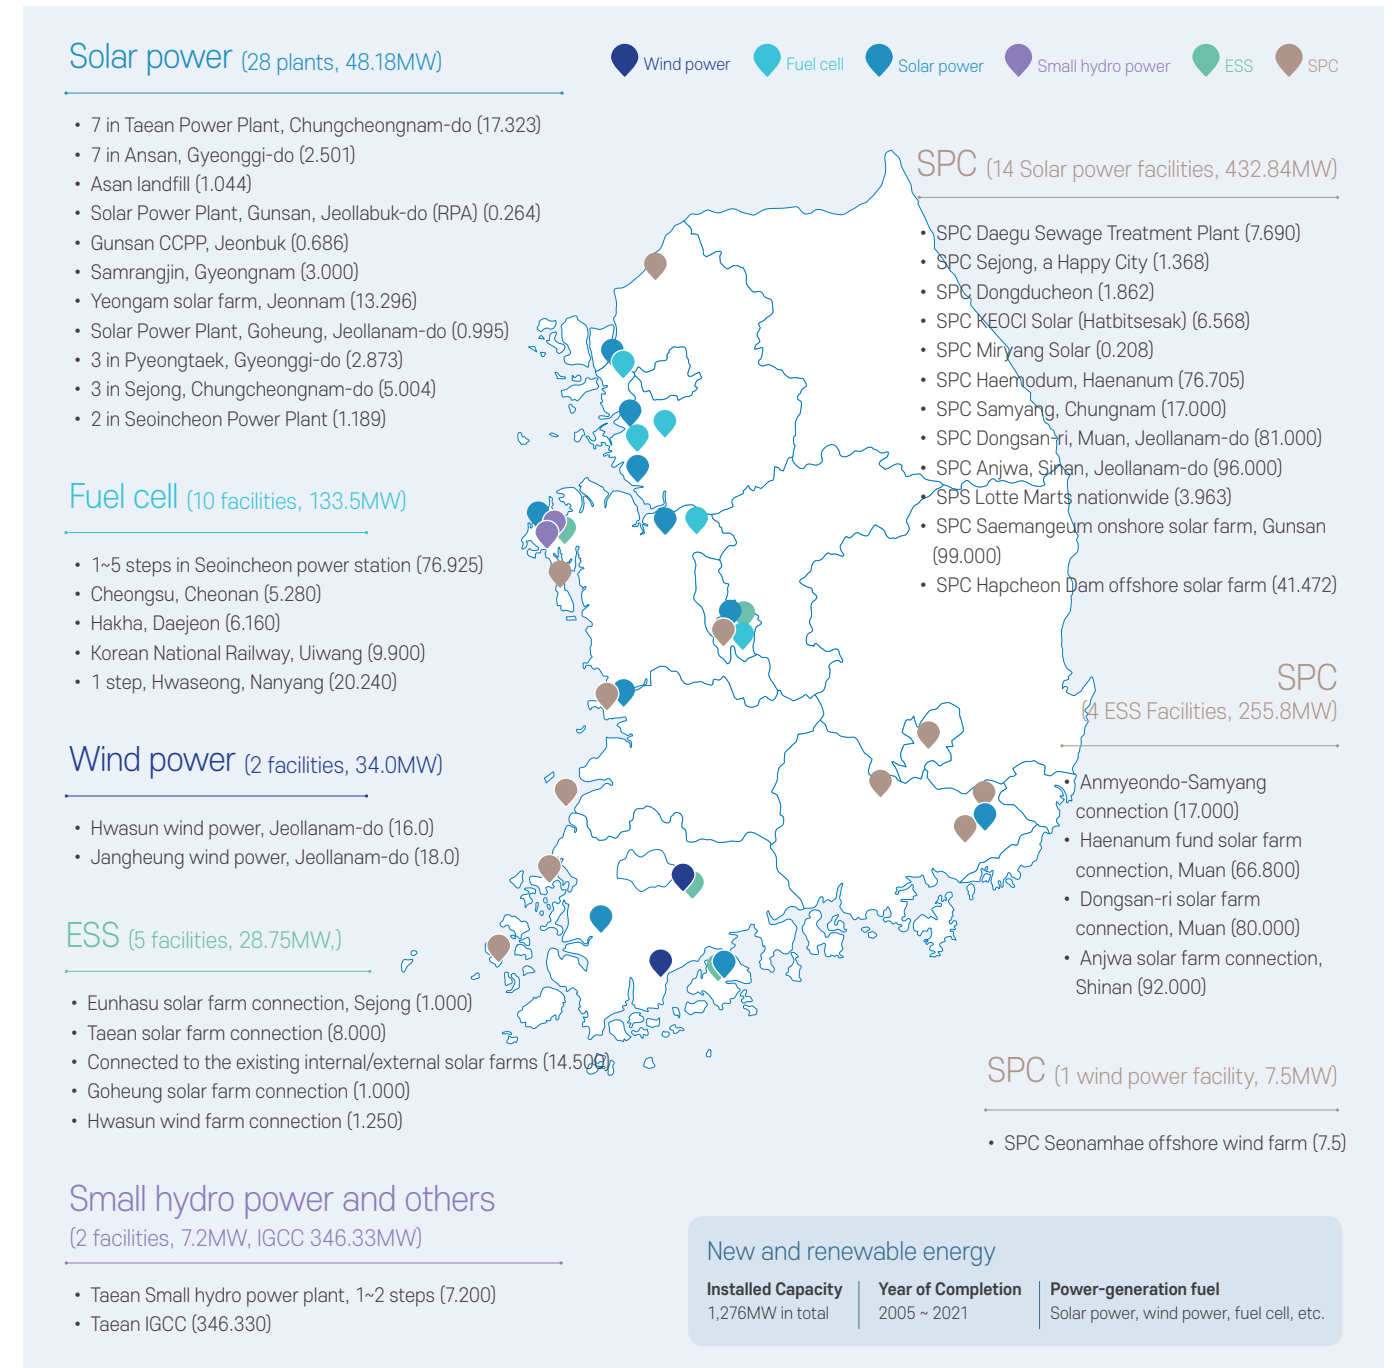 Solar power (28 plants, 48.18MW)
• 7 in Taean Power Plant, Chungcheongnam-do (17.323)
• 7 in Ansan, Gyeonggi-do (2.501)
• Asan landfill (1.044)
• Solar Power Plant, Gunsan, Jeollabuk-do (RPA) (0.264)
• Gunsan CCPP, Jeonbuk (0.686)
• Samrangjin, Gyeongnam (3.000)
• Yeongam solar farm, Jeonnam (13.296)
• Solar Power Plant, Goheung, Jeollanam-do (0.995)
• 3 in Pyeongtaek, Gyeonggi-do (2.873)
• 3 in Sejong, Chungcheongnam-do (5.004)
• 2 in Seoincheon Power Plant (1.189)
Fuel cell (10 facilities, 133.5MW)
• 1~5 steps in Seoincheon power station (76.925)
• Cheongsu, Cheonan (5.280)
• Hakha, Daejeon (6.160)
• Korean National Railway, Uiwang (9.900)
• 1 step, Hwaseong, Nanyang (20.240)
Wind power (2 facilities, 34.0MW)
• Hwasun wind power, Jeollanam-do (16.0)
• Jangheung wind power, Jeollanam-do (18.0)
ESS (5 facilities, 28.75MW,)
• Eunhasu solar farm connection, Sejong (1.000)
• Taean solar farm connection (8.000)
• Connected to the existing internal/external solar farms (14.500)
• Goheung solar farm connection (1.000)
• Hwasun wind farm connection (1.250)
Small hydro power and others
(2 facilities, 7.2MW, IGCC 346.33MW)
• Taean Small hydro power plant, 1~2 steps (7.200)
• Taean IGCC (346.330)
Wind power Fuel cell Solar power Small hydro power ESS SPC
SPC (14 Solar power facilities, 432.84MW)
• SPC Daegu Sewage Treatment Plant (7.690)
• SPC Sejong, a Happy City (1.368)
• SPC Dongducheon (1.862)
• SPC KEOCI Solar (Hatbitsesak) (6.568)
• SPC Miryang Solar (0.208)
• SPC Haemodum, Haenanum (76.705)
• SPC Samyang, Chungnam (17.000)
• SPC Dongsan-ri, Muan, Jeollanam-do (81.000)
• SPC Anjwa, Sinan, Jeollanam-do (96.000)
• SPS Lotte Marts nationwide (3.963)
• SPC Saemangeum onshore solar farm, Gunsan
(99.000)
• SPC Hapcheon Dam offshore solar farm (41.472)
SPC
(4 ESS Facilities, 255.8MW)
• Anmyeondo-Samyang
connection (17.000)
• Haenanum fund solar farm
connection, Muan (66.800)
• Dongsan-ri solar farm
connection, Muan (80.000)
• Anjwa solar farm connection,
Shinan (92.000)
SPC (1 wind power facility, 7.5MW)
• SPC Seonamhae offshore wind farm (7.5)
New and renewable energy
Installed Capacity Year of Completion Power-generation fuel
1,276MW in total 2005 ~ 2021 Solar power, wind power, fuel cell, etc.